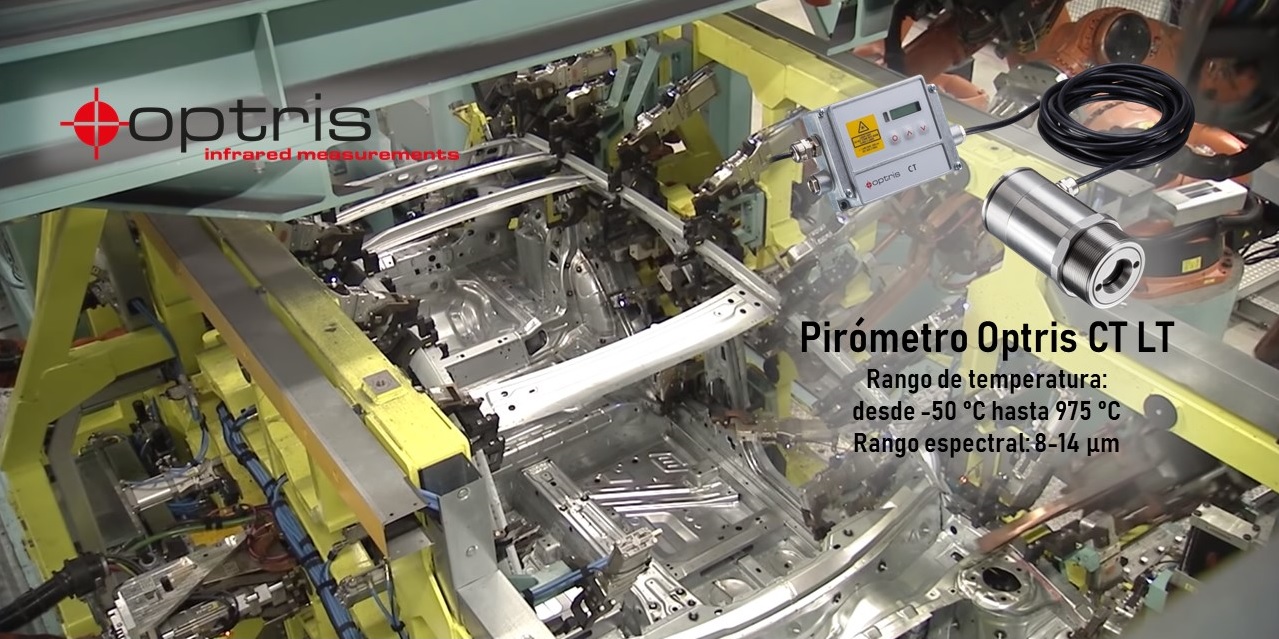 optris
infrared measurements
optris CT
Pirómetro Optris CT LT
Rango de temperatura:
desde -50 °C hasta 975 °C
Rango espectral: 8-14 µm